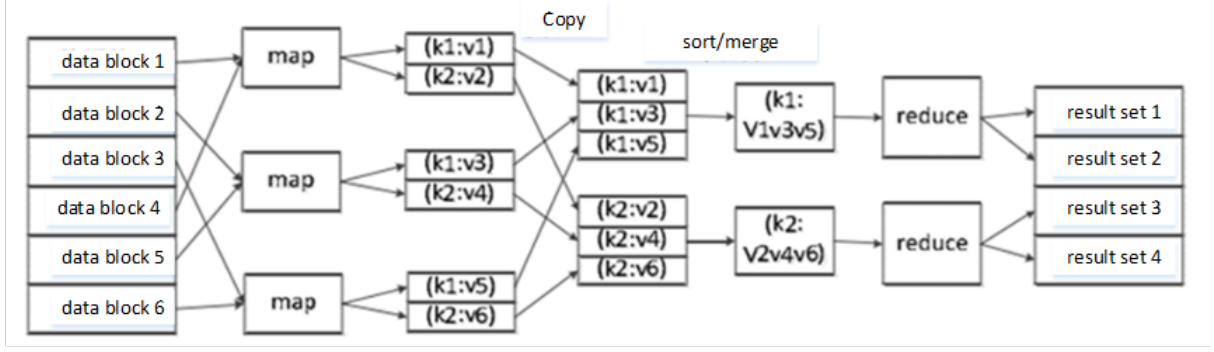 Copy
sort/merge
data block 1
data block 2
data block 3
data block 4
data block 5
data block 6
map
map
map
(k1:v1)
(k2:v2)
(k1:v3)
(k2:v4)
(k1:v5)
(k2:v6)
(k1:v1)
(k1:v3)
(k1:v5)
(k2:v2)
(k2:v4)
(k2:v6)
(k1:
V1v3v5)
(k2:
V2v4v6)
reduce
reduce
result set 1
result set 2
result set 3
result set 4